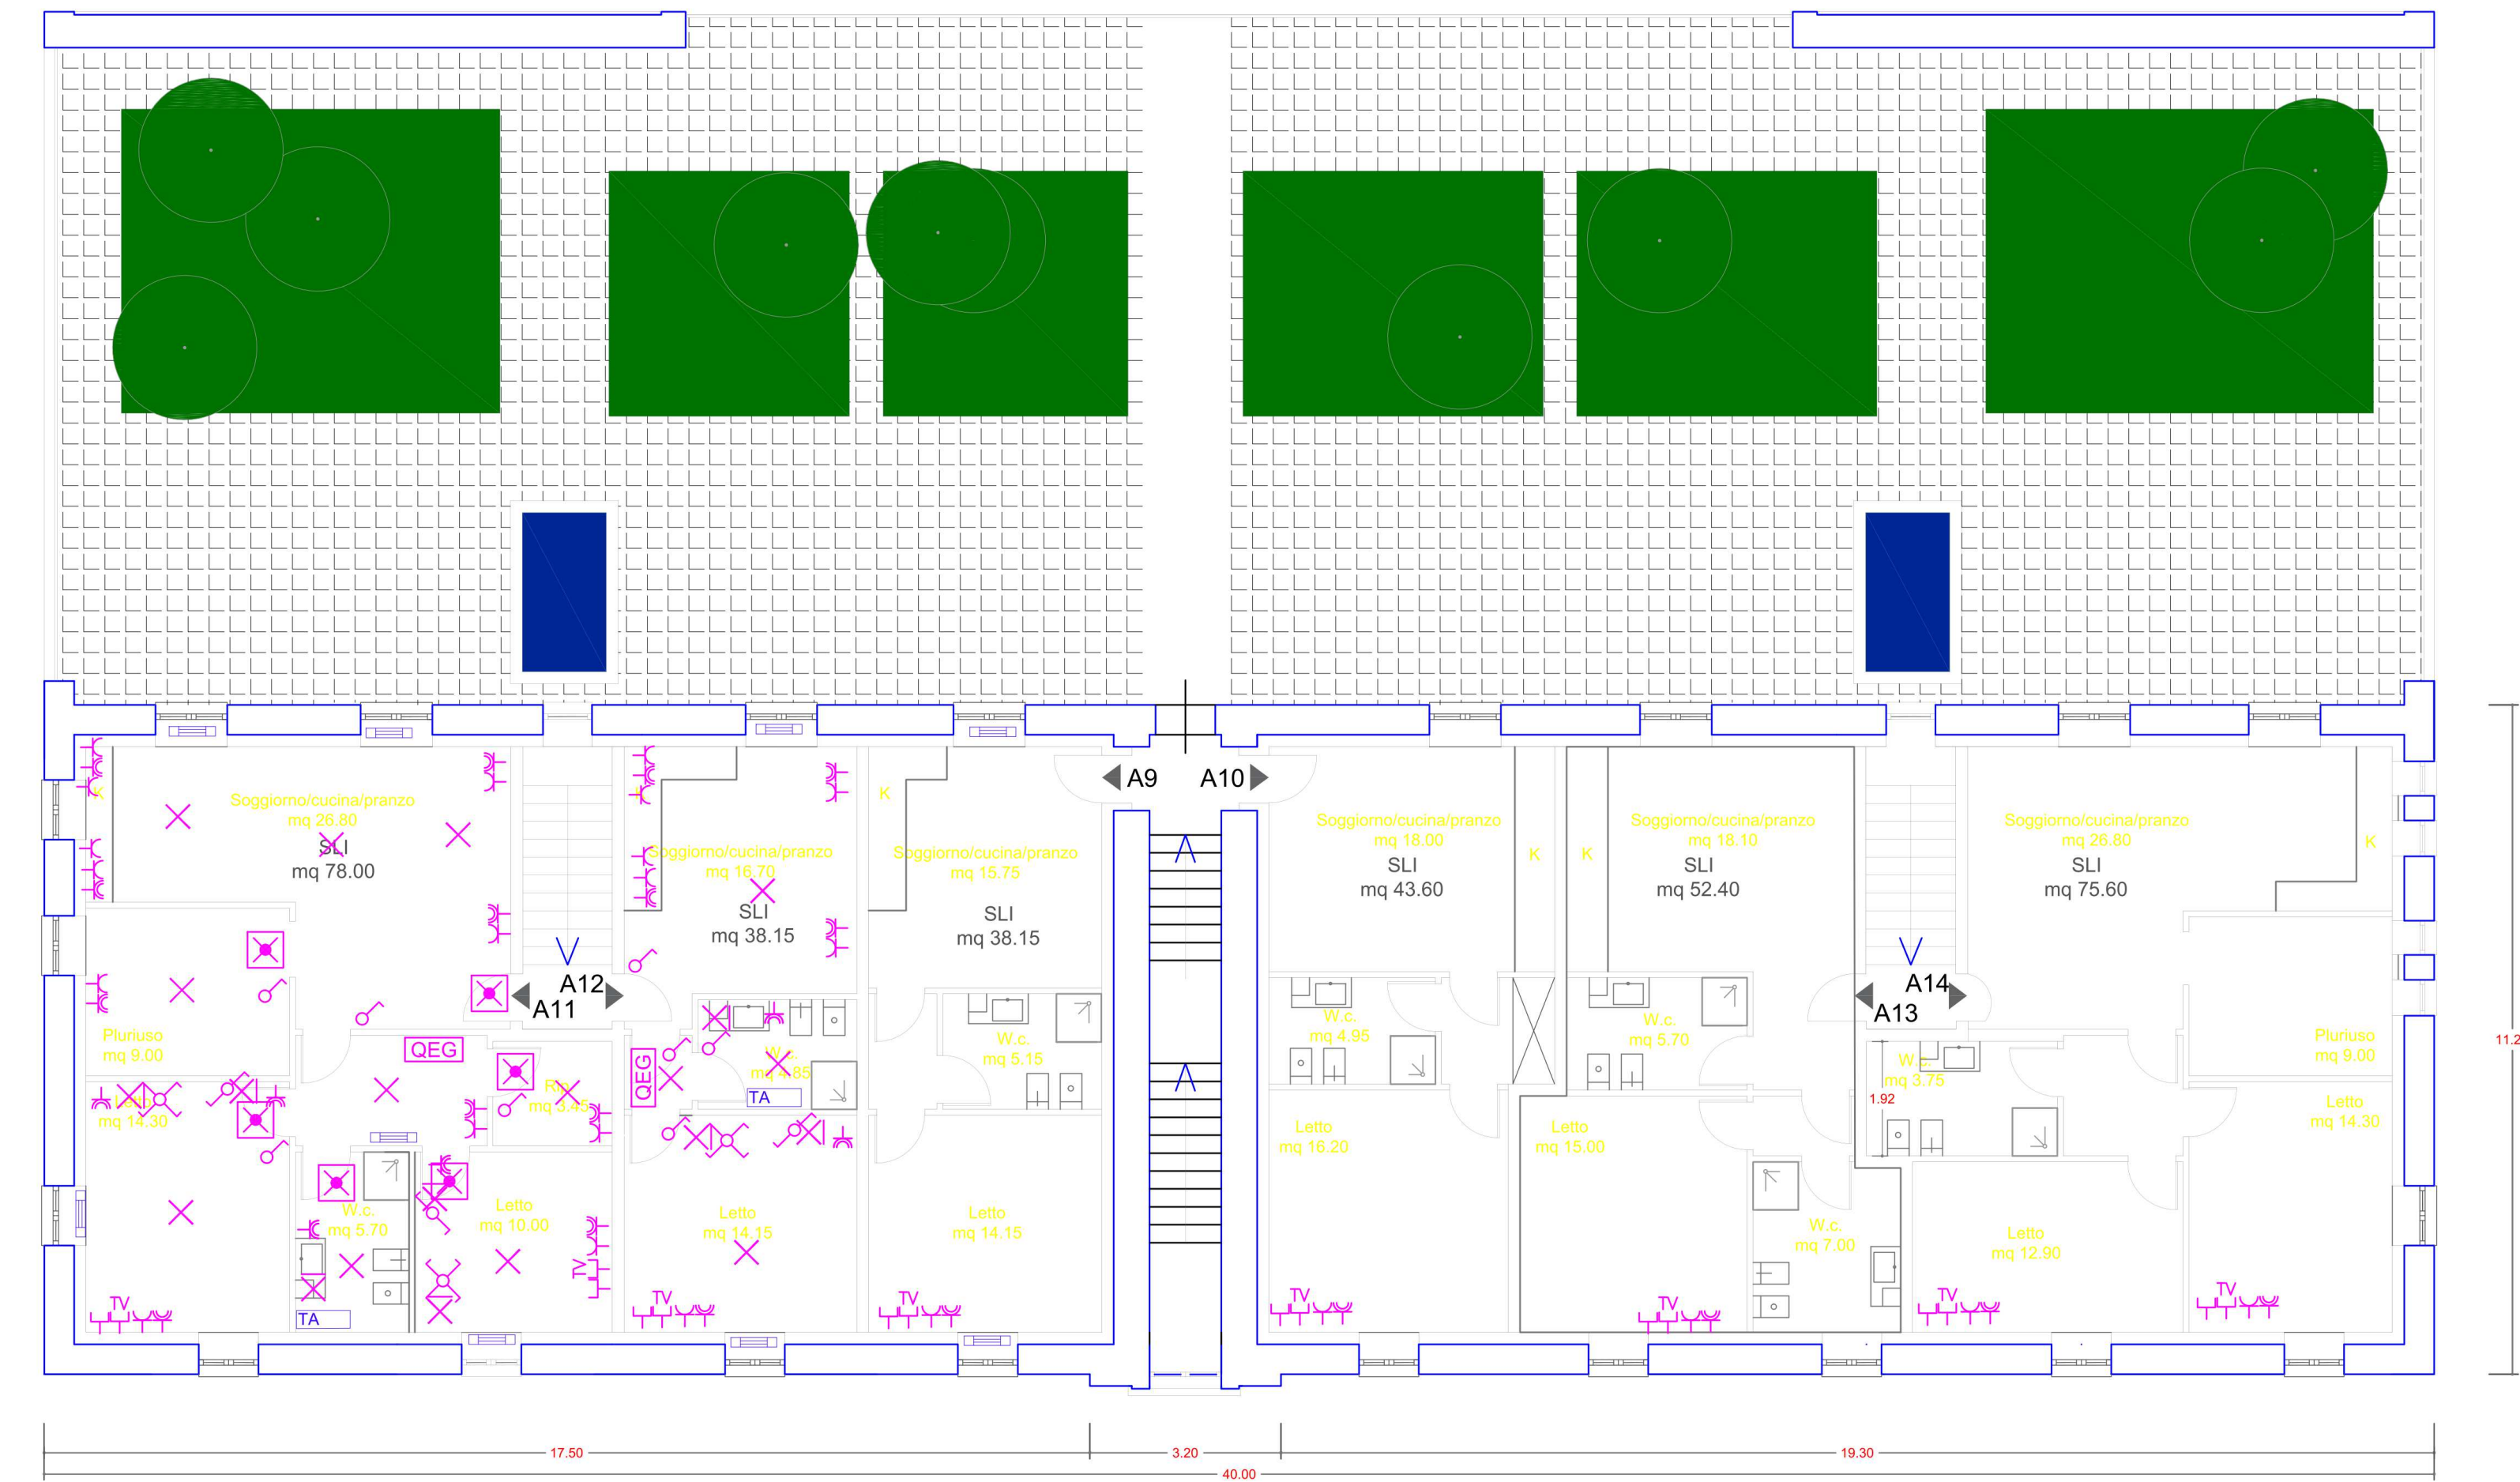 A9
A10
K
Soggiorno/cucina/pranzo
mq 26.80
SLI
mq 78.00
Soggiorno/cucina/pranzo
mq 16.70
SLI
mq 38.15
K
Soggiorno/cucina/pranzo
mq 15.75
SLI
mq 38.15
Soggiorno/cucina/pranzo
mq 18.00
SLI
mq 43.60
K
K
Soggiorno/cucina/pranzo
mq 18.10
SLI
mq 52.40
Soggiorno/cucina/pranzo
mq 26.80
SLI
mq 75.60
K
A12
A11
A14
A13
Pluriuso
mq 9.00
QEG
QEG
W.c.
mq 4.85
TA
W.c.
mq 5.15
W.c.
mq 4.95
W.c.
mq 5.70
W.c.
mq 3.75
1.92
Pluriuso
mq 9.00
11.2
Letto
mq 14.30
Rip.
mq 3.45
Letto
mq 16.20
Letto
mq 15.00
Letto
mq 14.30
W.c.
mq 5.70
Letto
mq 10.00
Letto
mq 14.15
Letto
mq 14.15
W.c.
mq 7.00
Letto
mq 12.90
TV
TA
TV
TV
TV
TV
TV
TV
TV
17.50
3.20
19.30
40.00